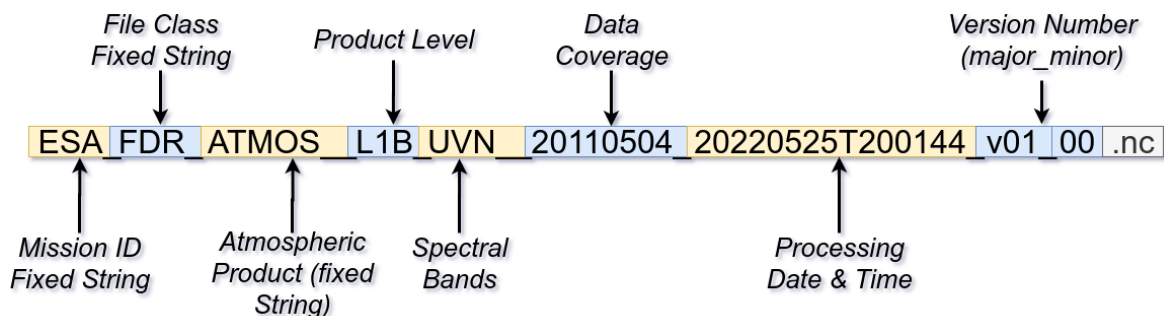 File Class
Fixed String
Product Level
Data
Coverage
Version Number
(major_minor)
ESA_FDR_ATMOS__L1B_UVN__20110504_20220525T200144_v01_00.nc
Mission ID
Fixed String
Atmospheric
Product (fixed
String)
Spectral
Bands
Processing
Date & Time